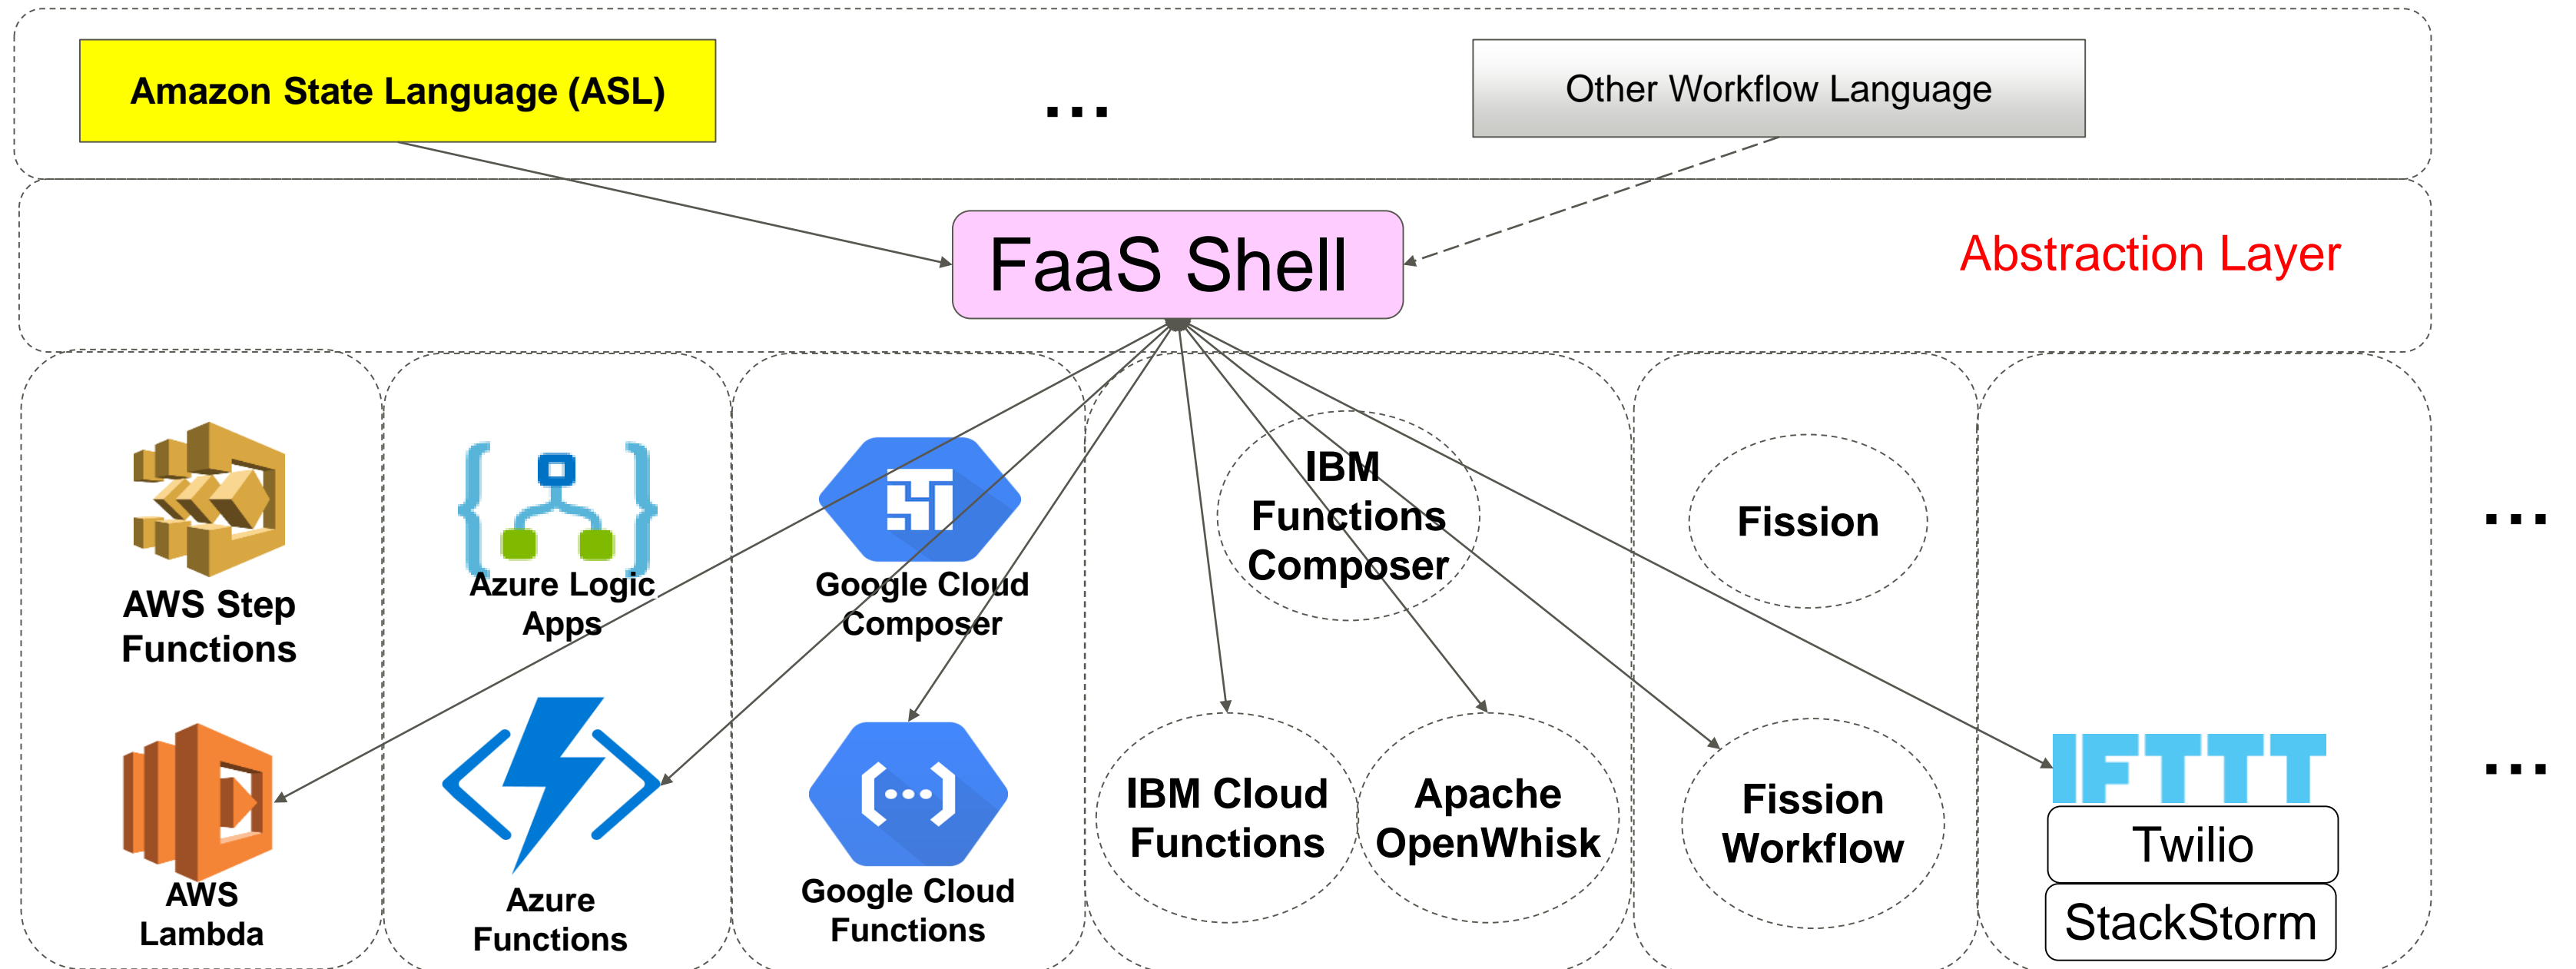 Amazon State Language (ASL)
...
Other Workflow Language
FaaS Shell
Abstraction Layer
AWS Step
Functions
Azure Logic
Apps
Google Cloud
Composer
IBM
Functions
Composer
Fission
...
AWS
Lambda
Azure
Functions
Google Cloud
Functions
IBM Cloud
Functions
Apache
OpenWhisk
Fission
Workflow
IFTTT
Twilio
StackStorm
...